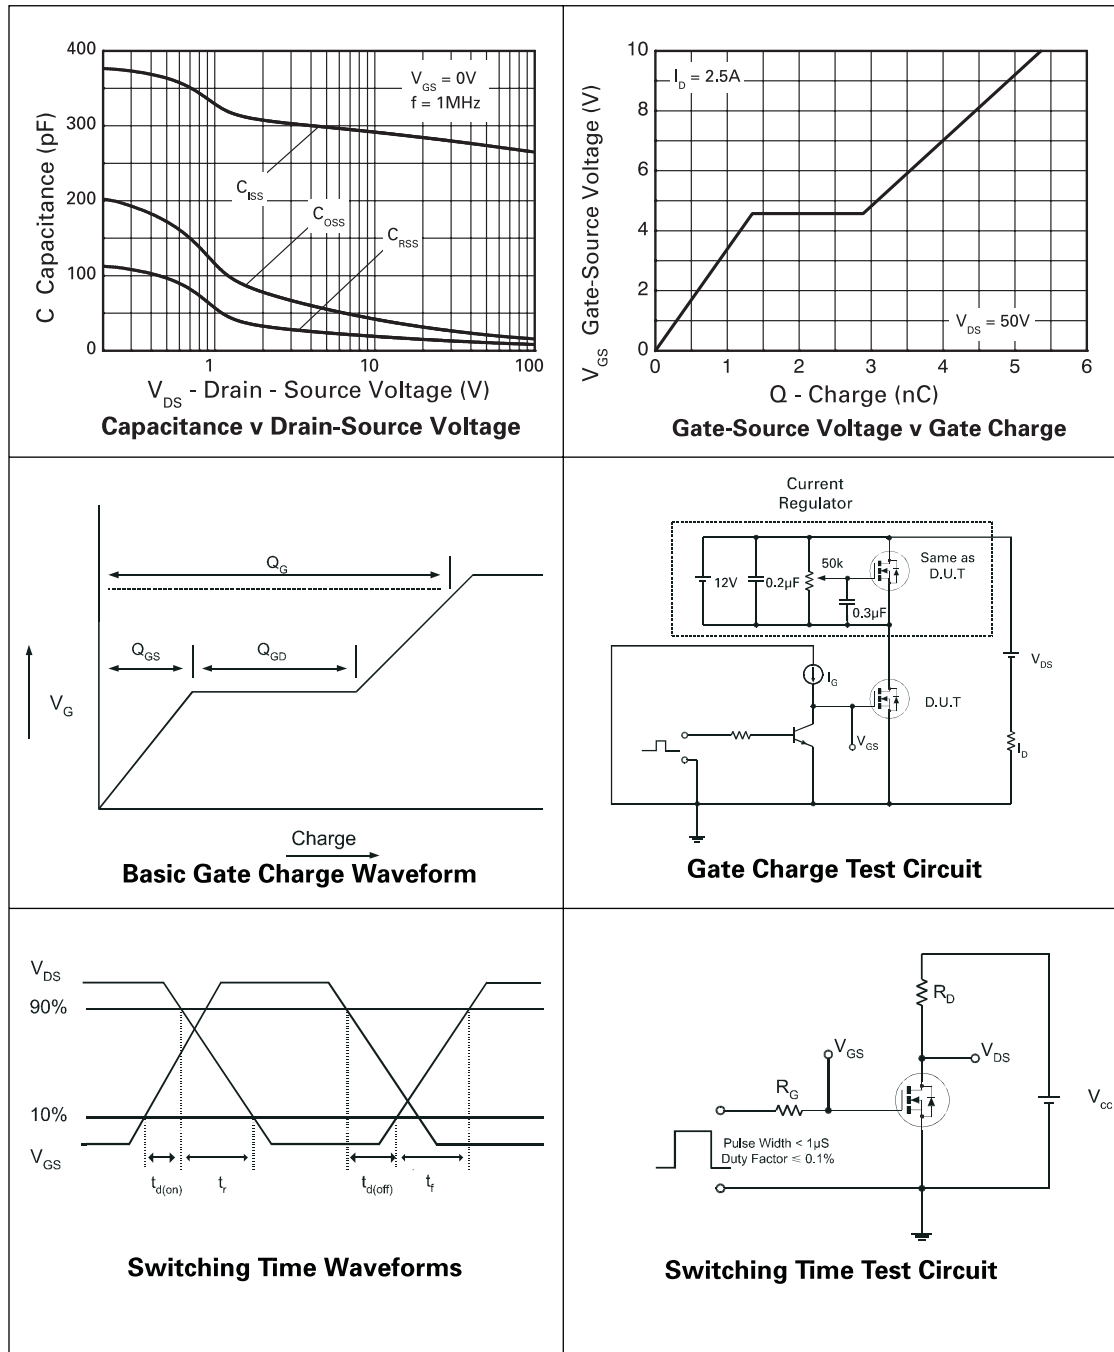 400
300
200
100
0
C Capacitance (pF)
V_GS = 0V
f = 1MHz
C_ISS
C_OSS
C_RSS
1 10 100
V_DS - Drain - Source Voltage (V)
Capacitance v Drain-Source Voltage
10
8
6
4
2
0
V_GS Gate-Source Voltage (V)
I_D = 2.5A
V_DS = 50V
0 1 2 3 4 5 6
Q - Charge (nC)
Gate-Source Voltage v Gate Charge
Q_G
Q_GS
Q_GD
V_G
Charge
Basic Gate Charge Waveform
Current
Regulator
12V
0.2µF
50k
0.3µF
Same as
D.U.T
I_G
V_DS
D.U.T
V_GS
I_D
Gate Charge Test Circuit
V_DS
90%
10%
V_GS
t_d(on) t_r t_d(off) t_f
Switching Time Waveforms
R_D
V_GS
V_DS
R_G
V_cc
Pulse Width < 1µS
Duty Factor ≤ 0.1%
Switching Time Test Circuit